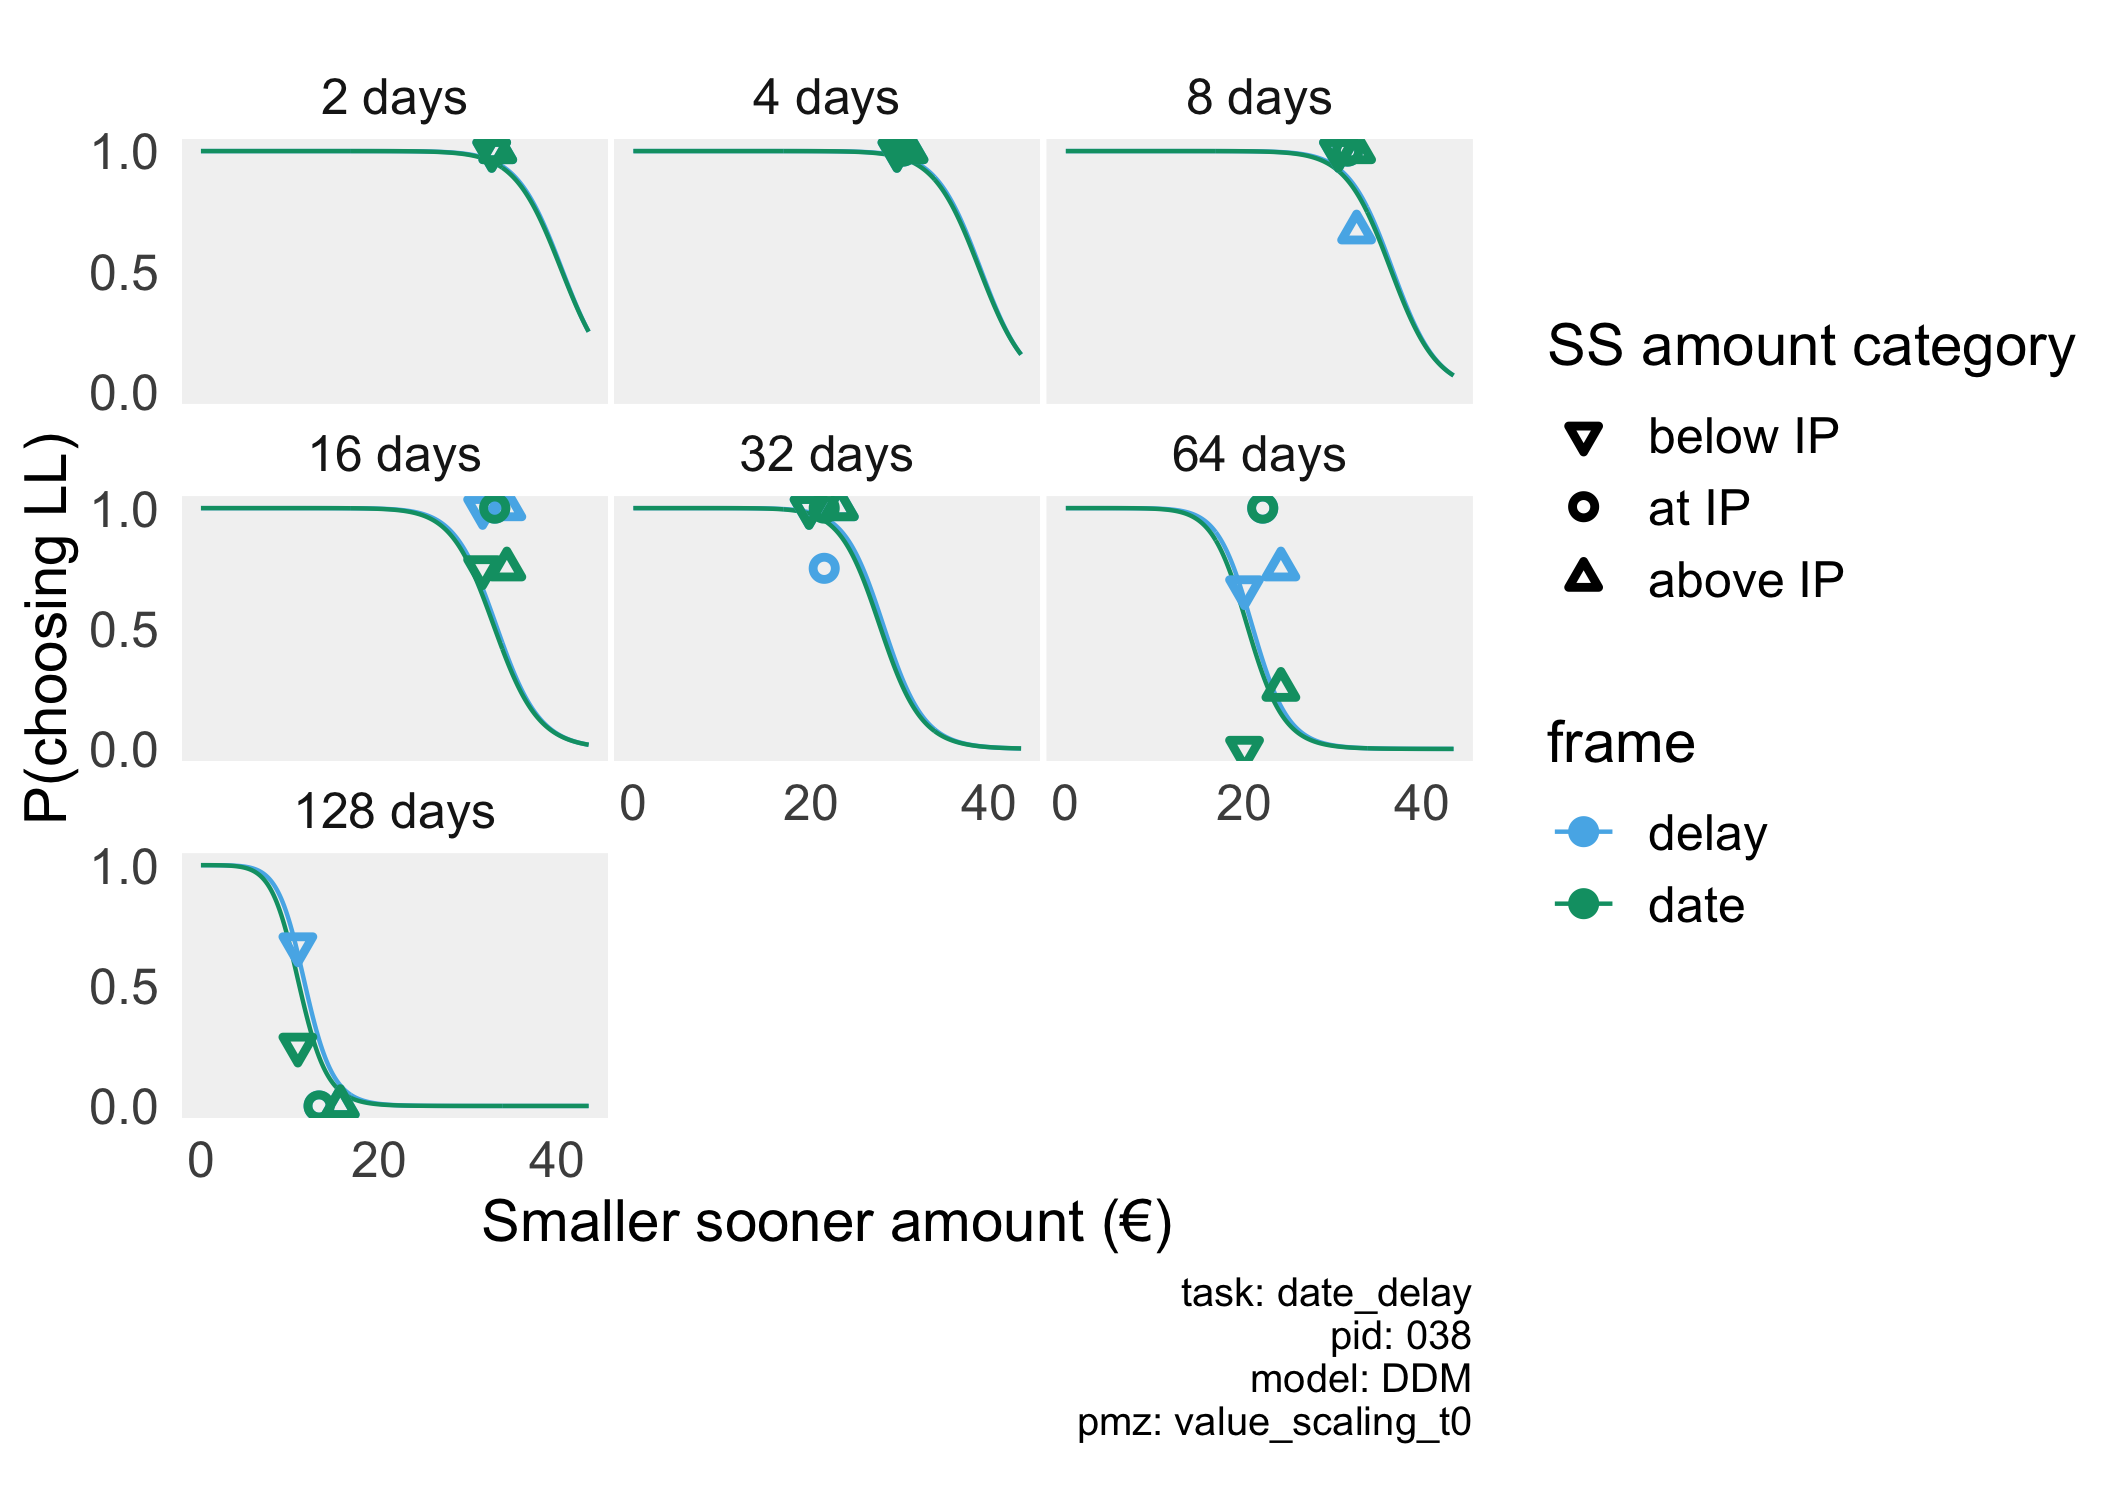 2 days
4 days
8 days
1.0
0.5
0.0
16 days
32 days
64 days
1.0
0.5
0.0
0 20 40
0 20 40
128 days
1.0
0.5
0.0
0 20 40
P(choosing LL)
Smaller sooner amount (€)
SS amount category
below IP
at IP
above IP
frame
delay
date
task: date_delay
pid: 038
model: DDM
pmz: value_scaling_t0